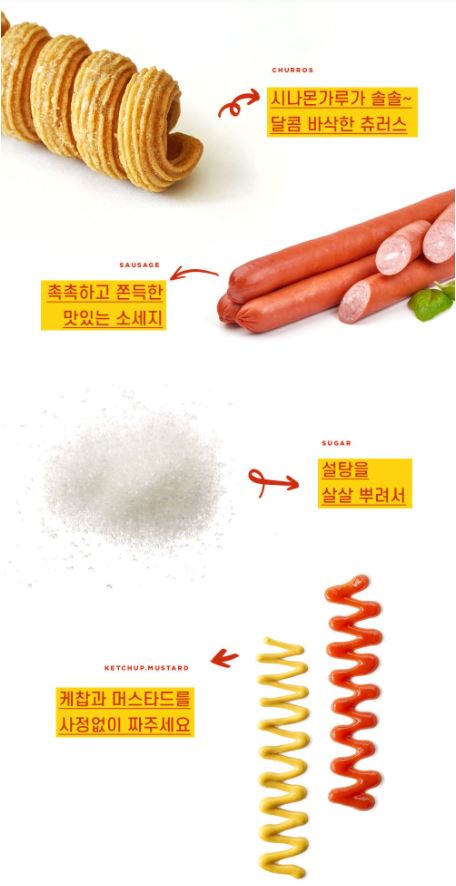 CHURROS
시나몬가루가 솔솔~
달콤 바삭한 츄러스
SAUSAGE
촉촉하고 쫀득한
맛있는 소세지
SUGAR
설탕을
살살 뿌려서
KETCHUP.MUSTARD
케찹과 머스타드를
사정없이 짜주세요